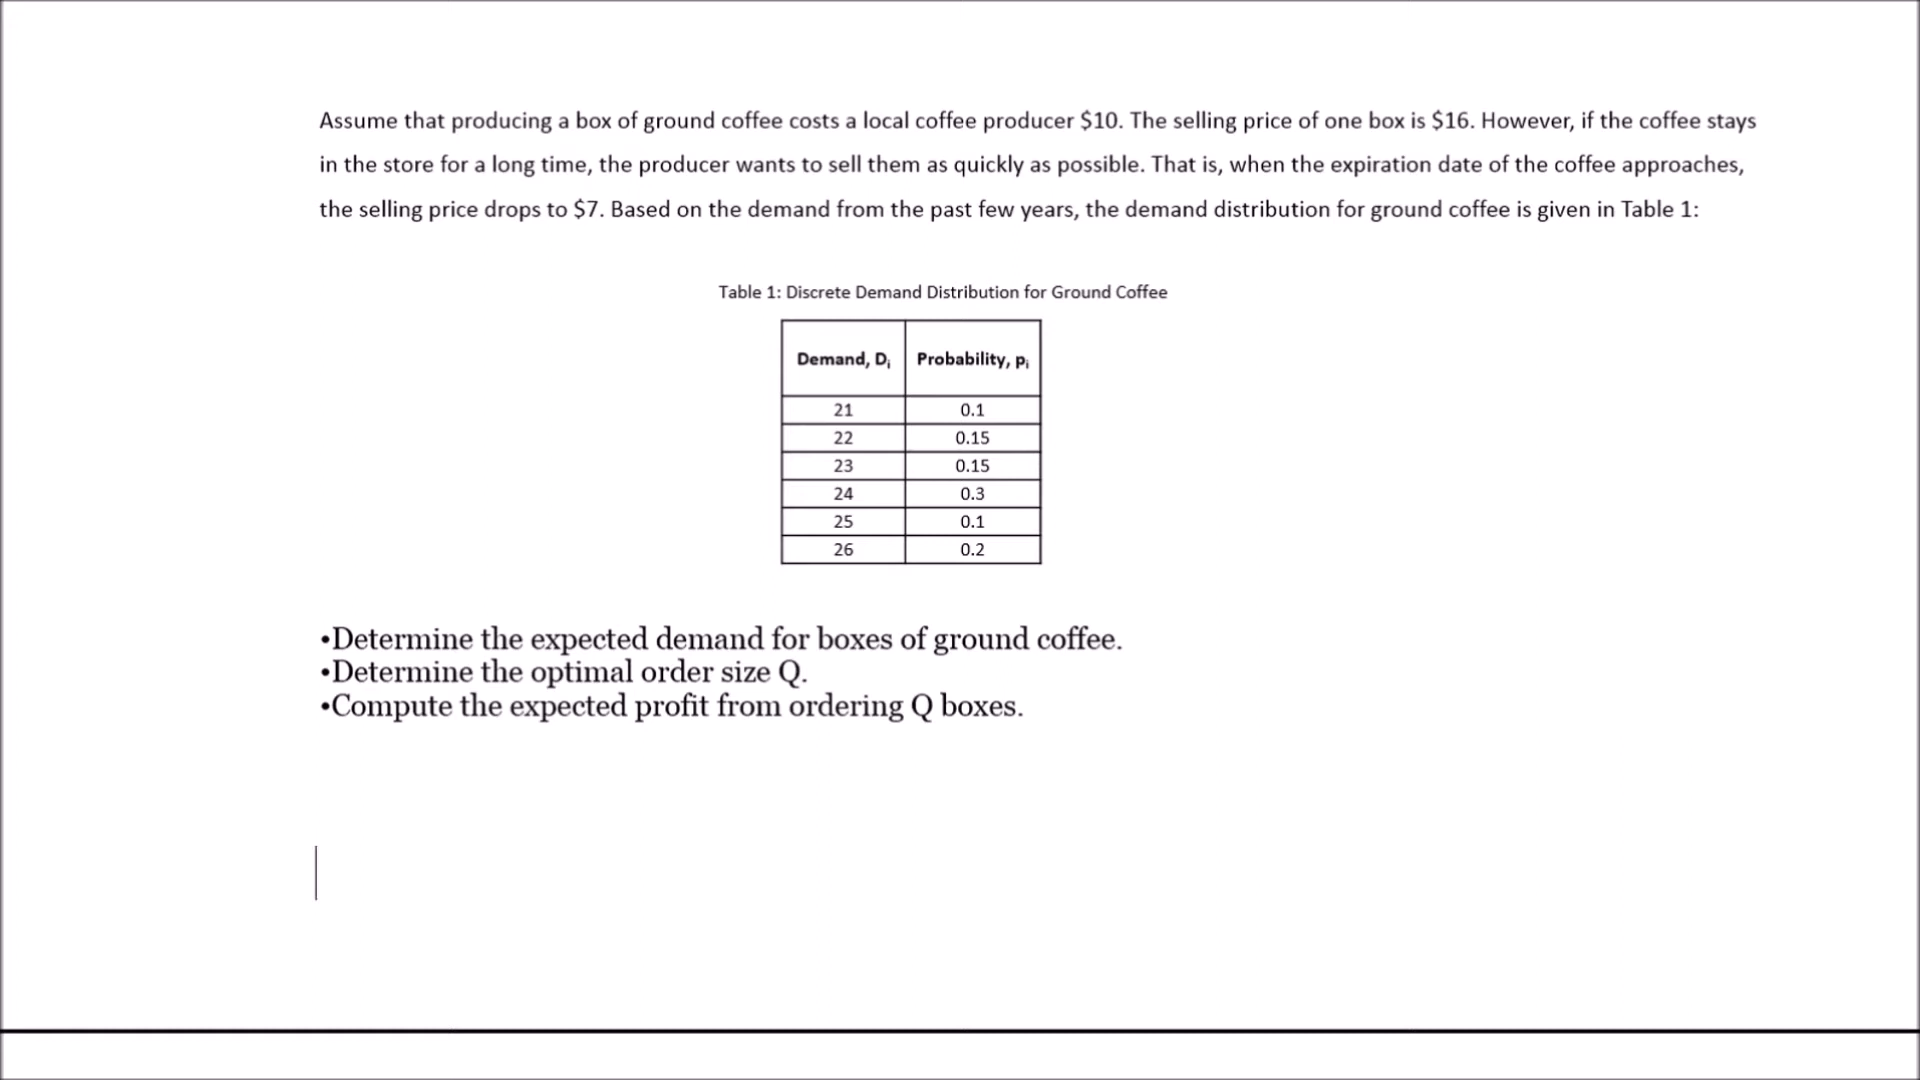 Assume that producing a box of ground coffee costs a local coffee producer $10. The selling price of one box is $16. However, if the coffee stays
in the store for a long time, the producer wants to sell them as quickly as possible. That is, when the expiration date of the coffee approaches,
the selling price drops to $7. Based on the demand from the past few years, the demand distribution for ground coffee is given in Table 1:
Table 1: Discrete Demand Distribution for Ground Coffee
Demand, Di Probability, pi
21 0.1
22 0.15
23 0.15
24 0.3
25 0.1
26 0.2
•Determine the expected demand for boxes of ground coffee.
•Determine the optimal order size Q.
•Compute the expected profit from ordering Q boxes.